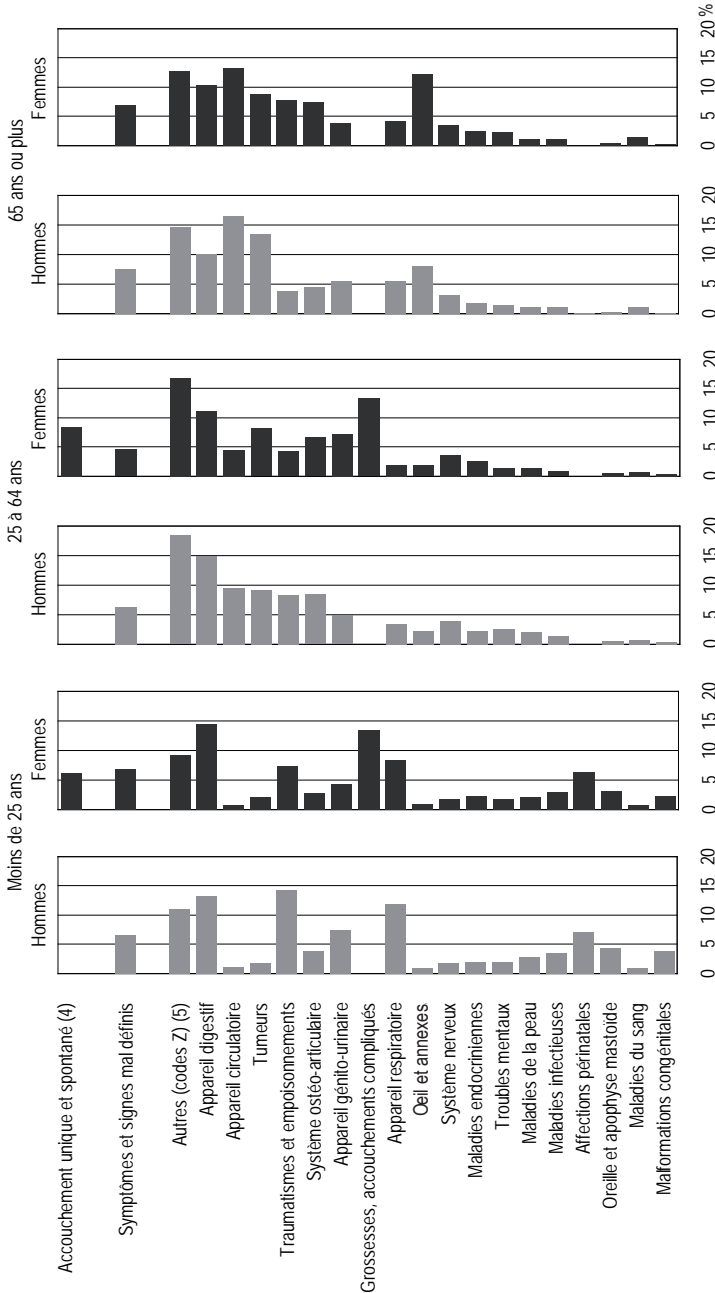 Moins de 25 ans
25 à 64 ans
65 ans ou plus
Hommes
Femmes
Hommes
Femmes
Hommes
Femmes
Accouchement unique et spontané (4)
Symptômes et signes mal définis
Autres (codes Z) (5)
Appareil digestif
Appareil circulatoire
Tumeurs
Traumatismes et empoisonnements
Système ostéo-articulaire
Appareil génito-urinaire
Grossesses, accouchements compliqués
Appareil respiratoire
Oeil et annexes
Système nerveux
Maladies endocriniennes
Troubles mentaux
Maladies de la peau
Maladies infectieuses
Affections périnatales
Oreille et apophyse mastoïde
Maladies du sang
Malformations congénitales
0 5 10 15 20 0 5 10 15 20 0 5 10 15 20 0 5 10 15 20 0 5 10 15 20 0 5 10 15 20 %